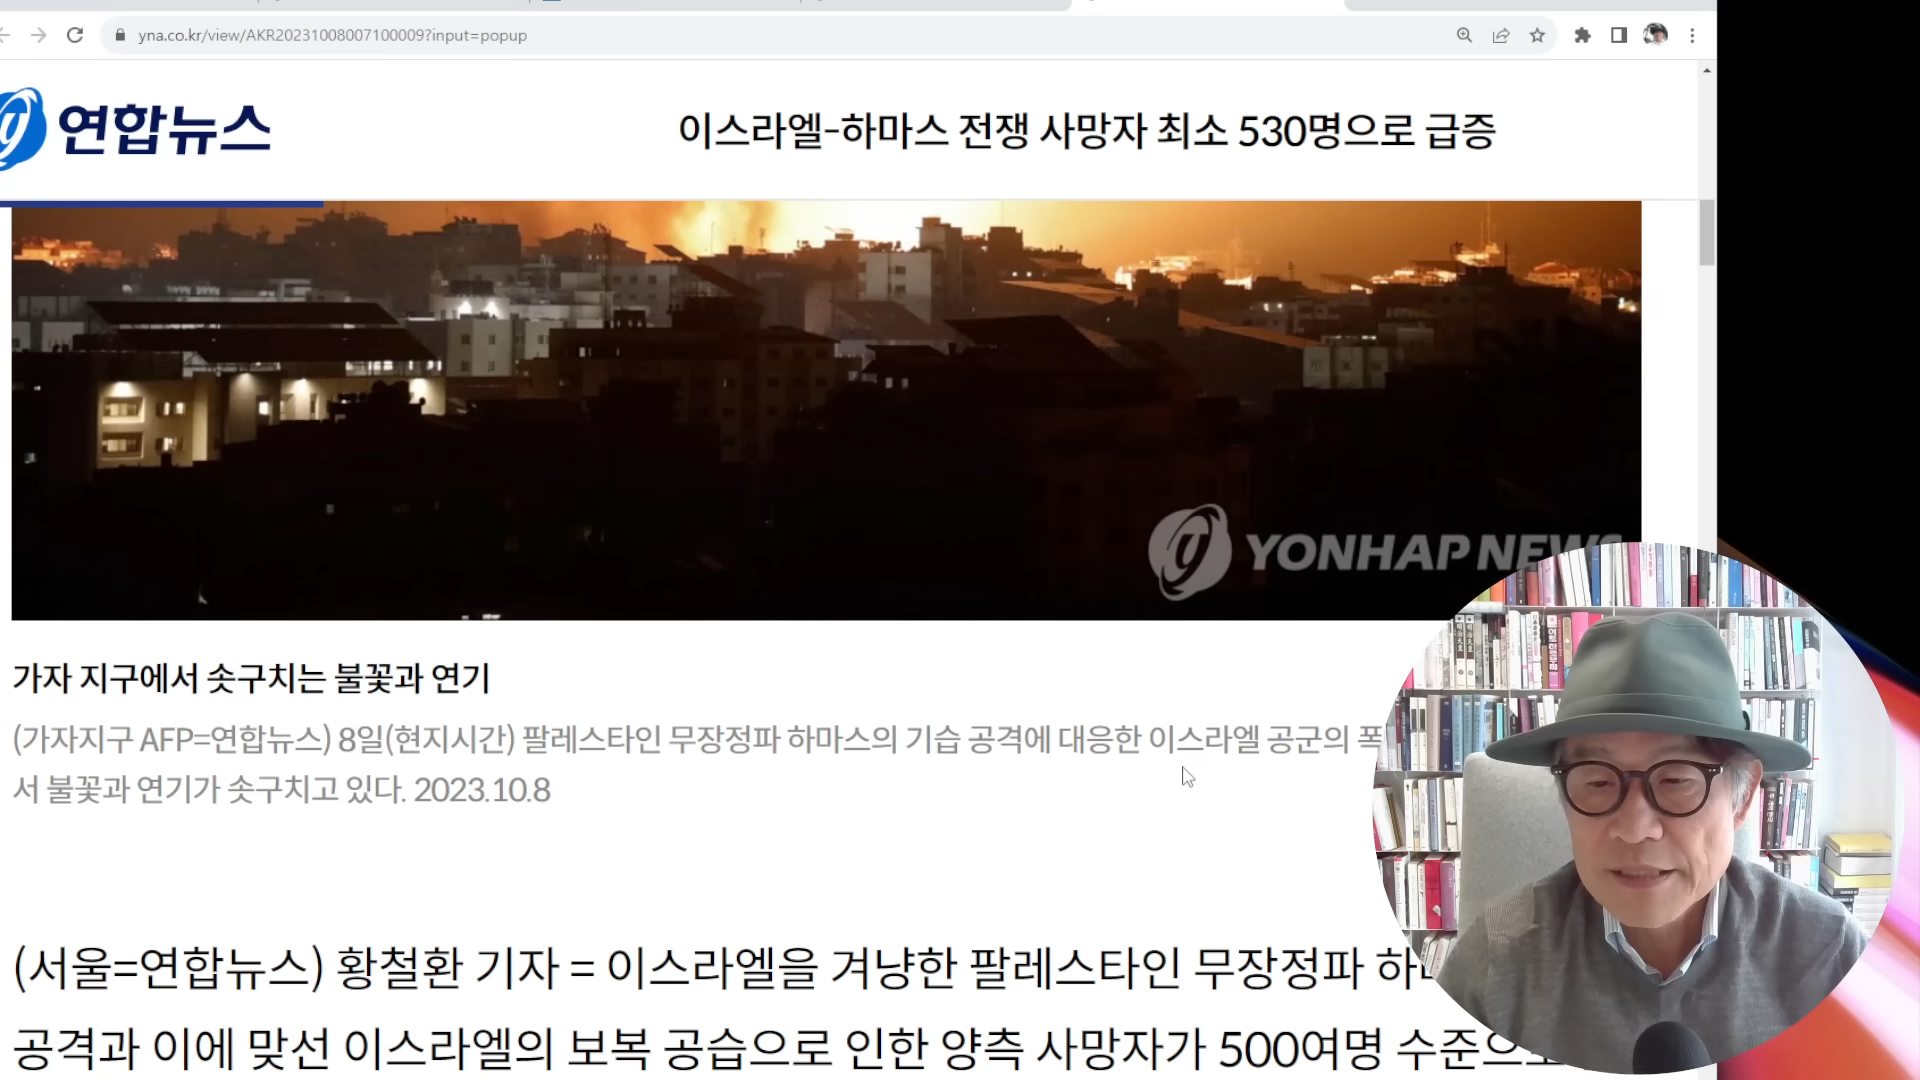 yna.co.kr/view/AKR20231008007100009?input=popup
연합뉴스
이스라엘-하마스 전쟁 사망자 최소 530명으로 급증
YONHAP NEWS
가자 지구에서 솟구치는 불꽃과 연기
(가자지구 AFP=연합뉴스) 8일(현지시간) 팔레스타인 무장정파 하마스의 기습 공격에 대응한 이스라엘 공군의 폭
서 불꽃과 연기가 솟구치고 있다. 2023.10.8
(서울=연합뉴스) 황철환 기자 = 이스라엘을 겨냥한 팔레스타인 무장정파 하
공격과 이에 맞선 이스라엘의 보복 공습으로 인한 양측 사망자가 500여명 수준으로